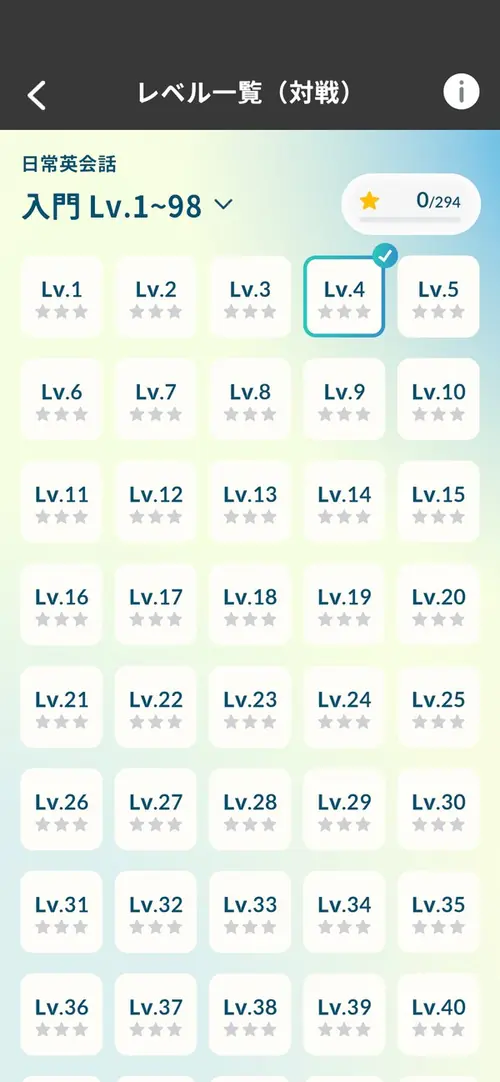 レベル一覧（対戦）
日常英会話
入門 Lv.1~98
0/294
Lv.1 Lv.2 Lv.3 Lv.4 Lv.5
Lv.6 Lv.7 Lv.8 Lv.9 Lv.10
Lv.11 Lv.12 Lv.13 Lv.14 Lv.15
Lv.16 Lv.17 Lv.18 Lv.19 Lv.20
Lv.21 Lv.22 Lv.23 Lv.24 Lv.25
Lv.26 Lv.27 Lv.28 Lv.29 Lv.30
Lv.31 Lv.32 Lv.33 Lv.34 Lv.35
Lv.36 Lv.37 Lv.38 Lv.39 Lv.40